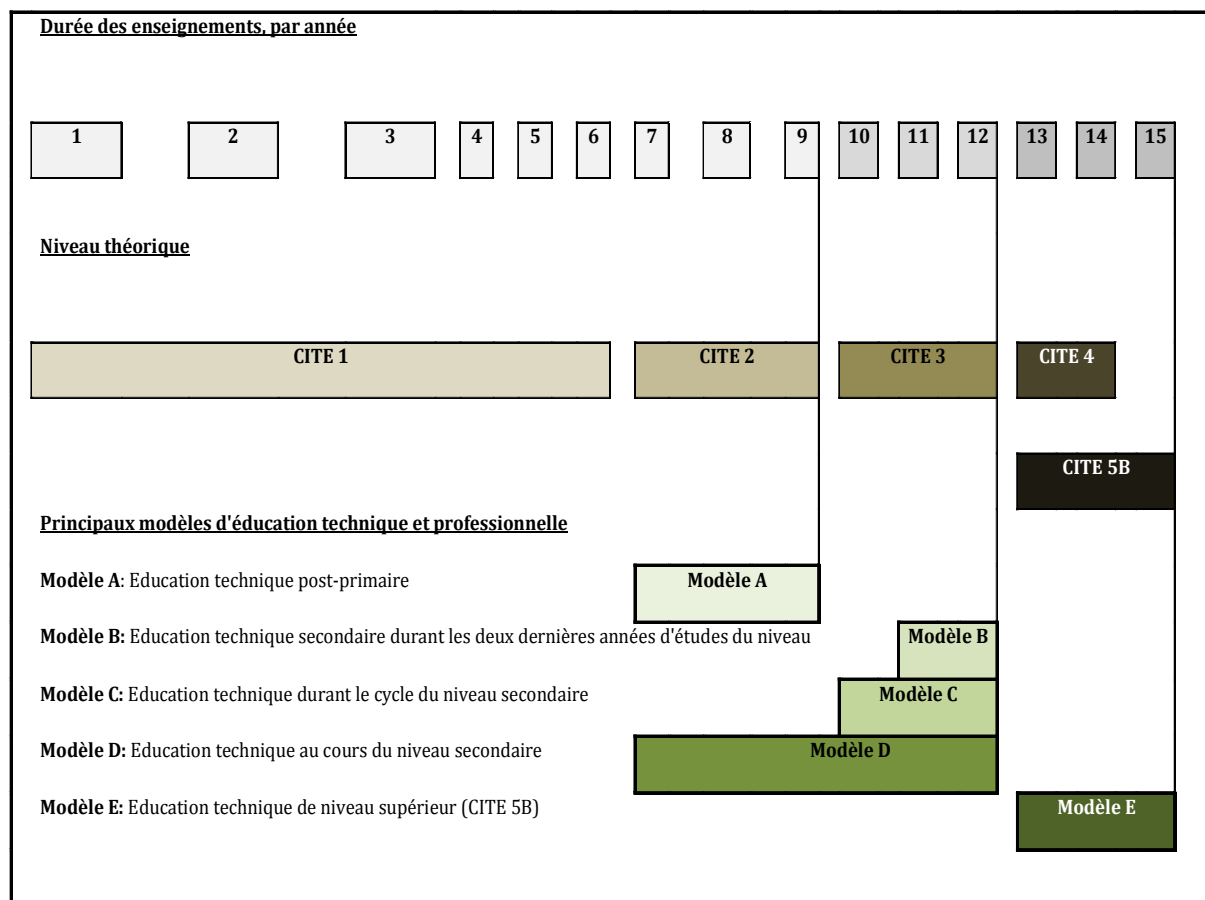 Durée des enseignements, par année
1 2 3 4 5 6 7 8 9 10 11 12 13 14 15
Niveau théorique
CITE 1 CITE 2 CITE 3 CITE 4
CITE 5B
Principaux modèles d'éducation technique et professionnelle
Modèle A: Education technique post-primaire Modèle A
Modèle B: Education technique secondaire durant les deux dernières années d'études du niveau Modèle B
Modèle C: Education technique durant le cycle du niveau secondaire Modèle C
Modèle D: Education technique au cours du niveau secondaire Modèle D
Modèle E: Education technique de niveau supérieur (CITE 5B) Modèle E